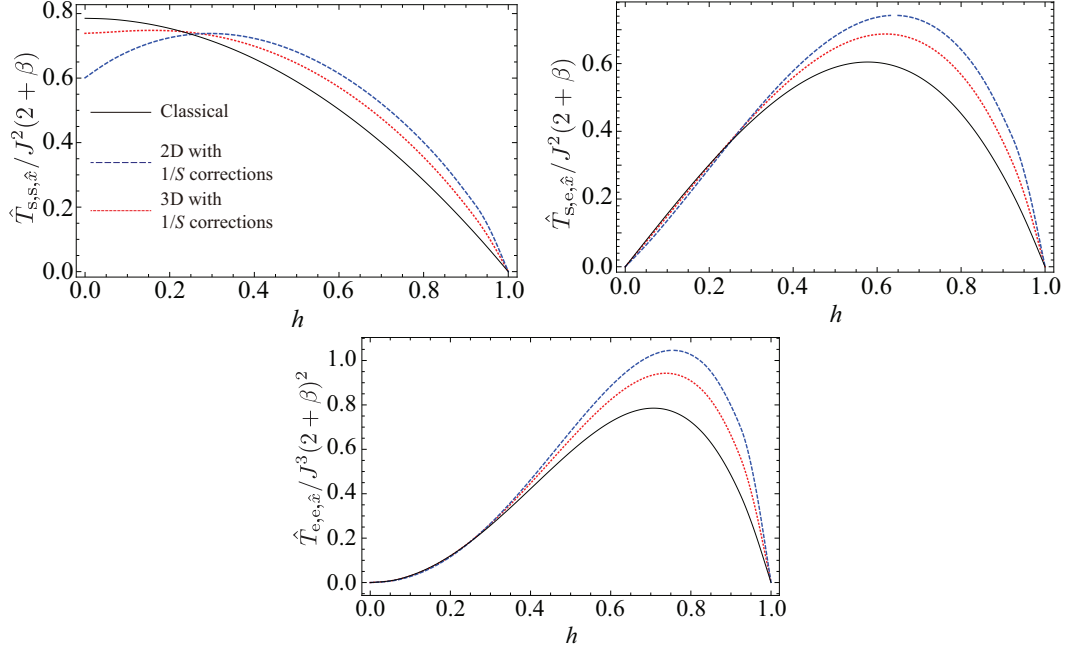 0.8
0.6
0.4
0.2
0.0
T̂s,s,x̂/J²(2 + β)
Classical
2D with
1/S corrections
3D with
1/S corrections
0.0 0.2 0.4 0.6 0.8 1.0
h
0.6
0.4
0.2
0.0
T̂s,e,x̂/J²(2 + β)
0.0 0.2 0.4 0.6 0.8 1.0
h
1.0
0.8
0.6
0.4
0.2
0.0
T̂e,e,x̂/J³(2 + β)²
0.0 0.2 0.4 0.6 0.8 1.0
h